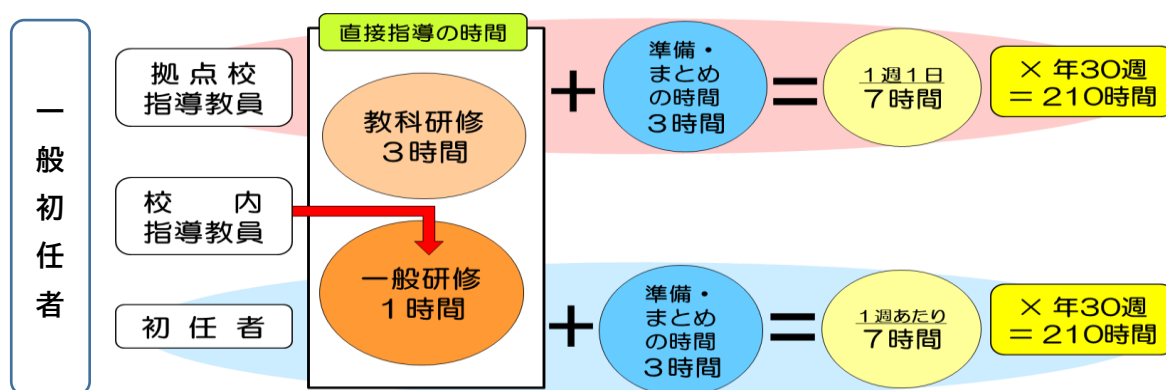 一般初任者
直接指導の時間
拠点校
指導教員
教科研修
3時間
+
準備・
まとめ
の時間
3時間
=
1週1日
7時間
× 年30週
= 210時間
校　内
指導教員
一般研修
1時間
初任者
+
準備・
まとめ
の時間
3時間
=
1週あたり
7時間
× 年30週
= 210時間